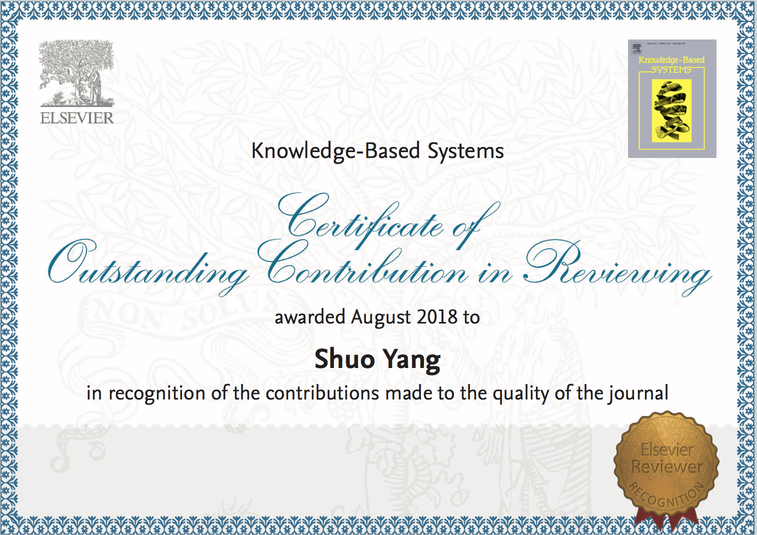 ELSEVIER
Knowledge-Based
SYSTEMS
Knowledge-Based Systems
Certificate of
Outstanding Contribution in Reviewing
NON SOLUS
awarded August 2018 to
Shuo Yang
in recognition of the contributions made to the quality of the journal
Elsevier
Reviewer
RECOGNITION